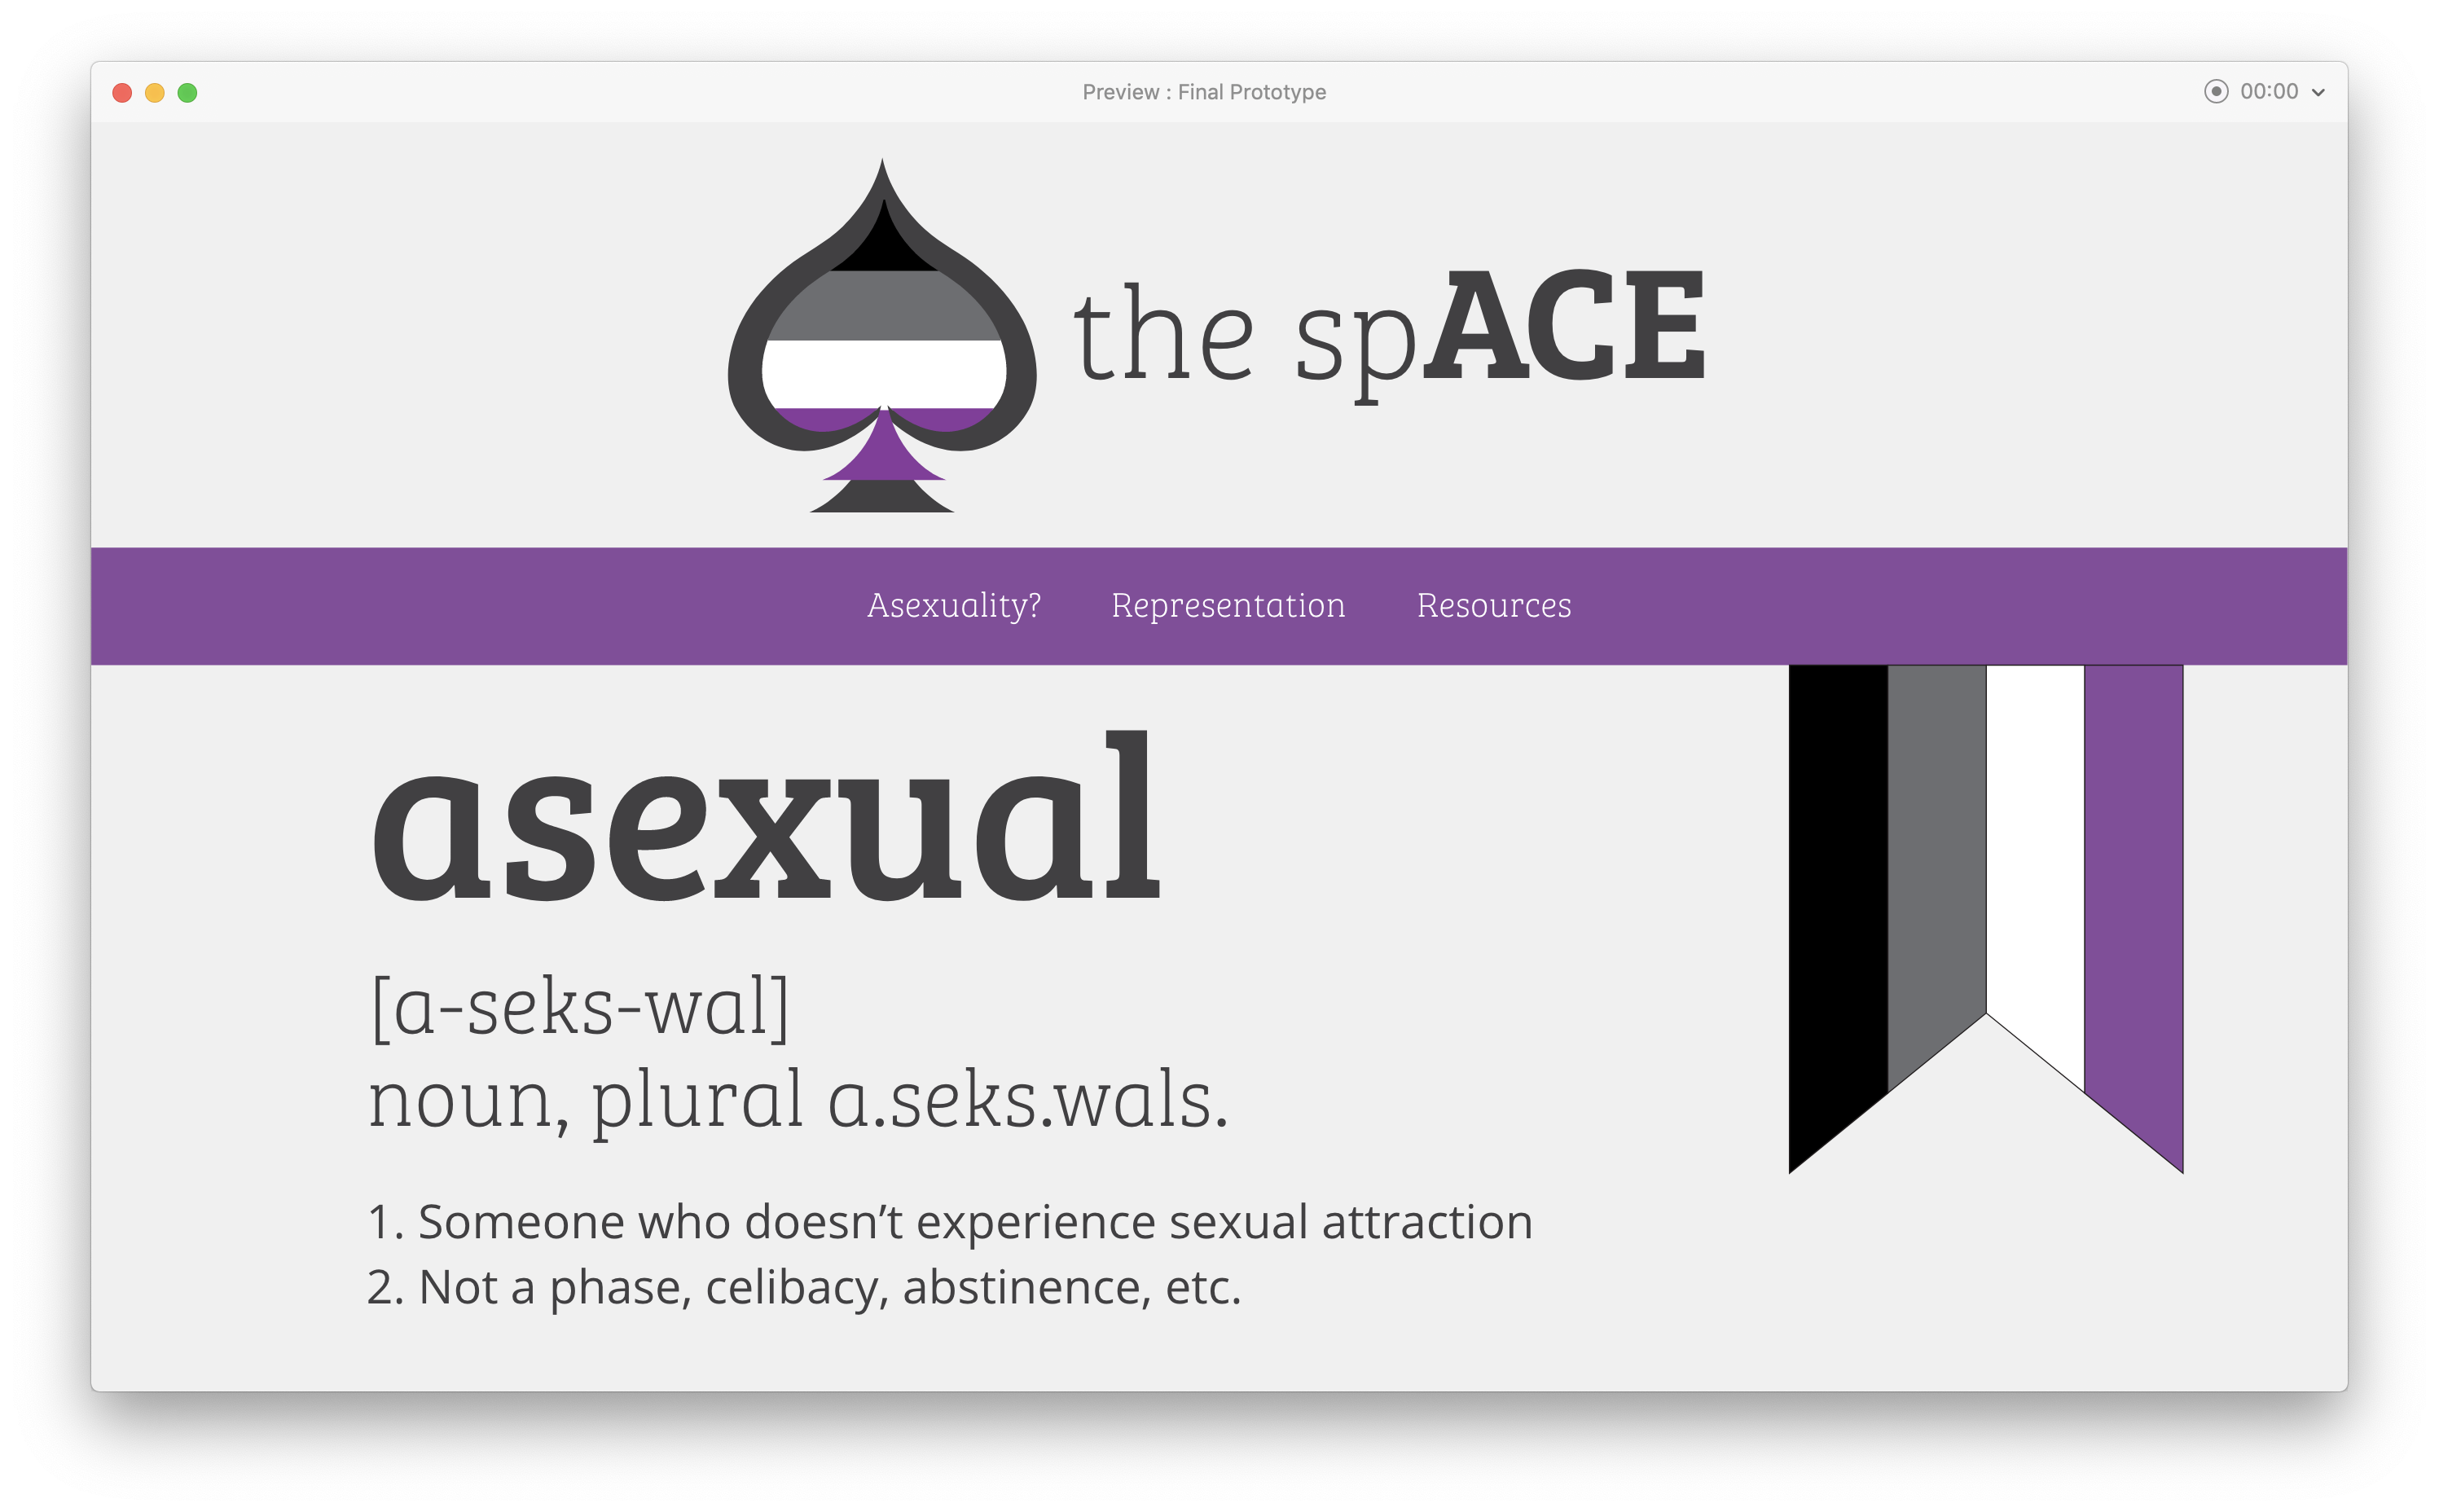 Preview : Final Prototype
00:00
the spACE
Asexuality? Representation Resources
asexual
[a-seks-wal]
noun, plural a.seks.wals.
1. Someone who doesn’t experience sexual attraction
2. Not a phase, celibacy, abstinence, etc.